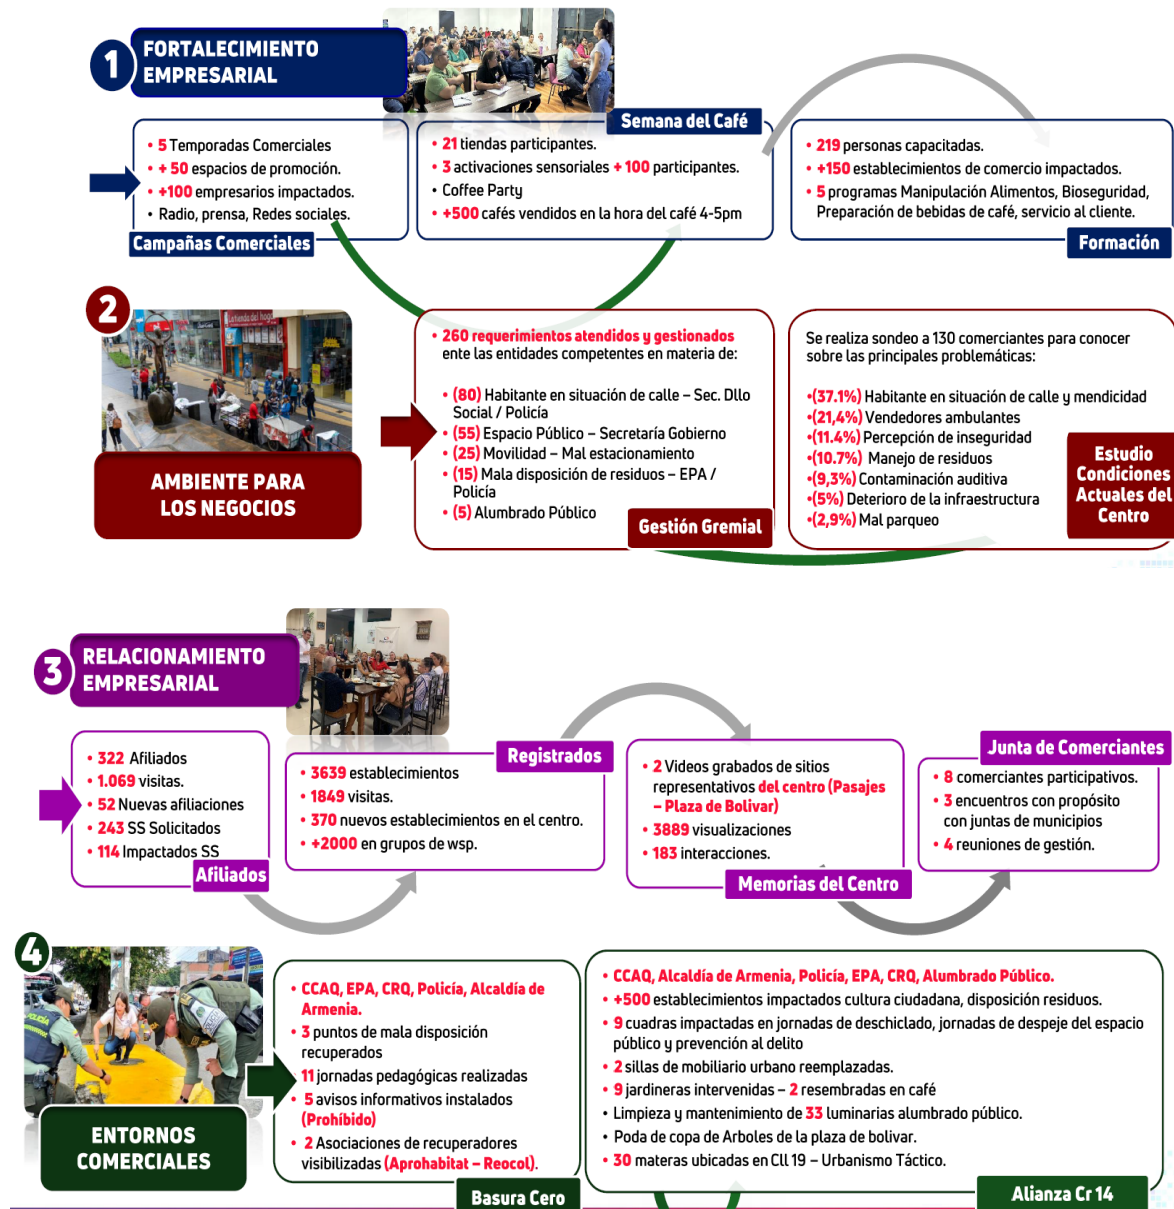 1
FORTALECIMIENTO
EMPRESARIAL
• 5 Temporadas Comerciales
• + 50 espacios de promoción.
• +100 empresarios impactados.
• Radio, prensa, Redes sociales.
Campañas Comerciales
Semana del Café
• 21 tiendas participantes.
• 3 activaciones sensoriales + 100 participantes.
• Coffee Party
• +500 cafés vendidos en la hora del café 4-5pm
• 219 personas capacitadas.
• +150 establecimientos de comercio impactados.
• 5 programas Manipulación Alimentos, Bioseguridad,
Preparación de bebidas de café, servicio al cliente.
Formación
2
La tienda del hogar
AMBIENTE PARA
LOS NEGOCIOS
• 260 requerimientos atendidos y gestionados
ente las entidades competentes en materia de:
• (80) Habitante en situación de calle – Sec. Dllo
Social / Policía
• (55) Espacio Público – Secretaría Gobierno
• (25) Movilidad – Mal estacionamiento
• (15) Mala disposición de residuos – EPA /
Policía
• (5) Alumbrado Público
Gestión Gremial
Se realiza sondeo a 130 comerciantes para conocer
sobre las principales problemáticas:
•(37.1%) Habitante en situación de calle y mendicidad
•(21,4%) Vendedores ambulantes
•(11.4%) Percepción de inseguridad
•(10.7%) Manejo de residuos
•(9,3%) Contaminación auditiva
•(5%) Deterioro de la infraestructura
•(2,9%) Mal parqueo
Estudio
Condiciones
Actuales del
Centro
3
RELACIONAMIENTO
EMPRESARIAL
• 322 Afiliados
• 1.069 visitas.
• 52 Nuevas afiliaciones
• 243 SS Solicitados
• 114 Impactados SS
Afiliados
Registrados
• 3639 establecimientos
• 1849 visitas.
• 370 nuevos establecimientos en el centro.
• +2000 en grupos de wsp.
• 2 Videos grabados de sitios
representativos del centro (Pasajes
– Plaza de Bolivar)
• 3889 visualizaciones
• 183 interacciones.
Memorias del Centro
Junta de Comerciantes
• 8 comerciantes participativos.
• 3 encuentros con propósito
con juntas de municipios
• 4 reuniones de gestión.
4
ENTORNOS
COMERCIALES
• CCAQ, EPA, CRQ, Policía, Alcaldía de
Armenia.
• 3 puntos de mala disposición
recuperados
• 11 jornadas pedagógicas realizadas
• 5 avisos informativos instalados
(Prohíbido)
• 2 Asociaciones de recuperadores
visibilizadas (Aprohabitat – Reocol).
Basura Cero
• CCAQ, Alcaldía de Armenia, Policía, EPA, CRQ, Alumbrado Público.
• +500 establecimientos impactados cultura ciudadana, disposición residuos.
• 9 cuadras impactadas en jornadas de deschiclado, jornadas de despeje del espacio
público y prevención al delito
• 2 sillas de mobiliario urbano reemplazadas.
• 9 jardineras intervenidas – 2 resembradas en café
• Limpieza y mantenimiento de 33 luminarias alumbrado público.
• Poda de copa de Arboles de la plaza de bolivar.
• 30 materas ubicadas en Cll 19 – Urbanismo Táctico.
Alianza Cr 14